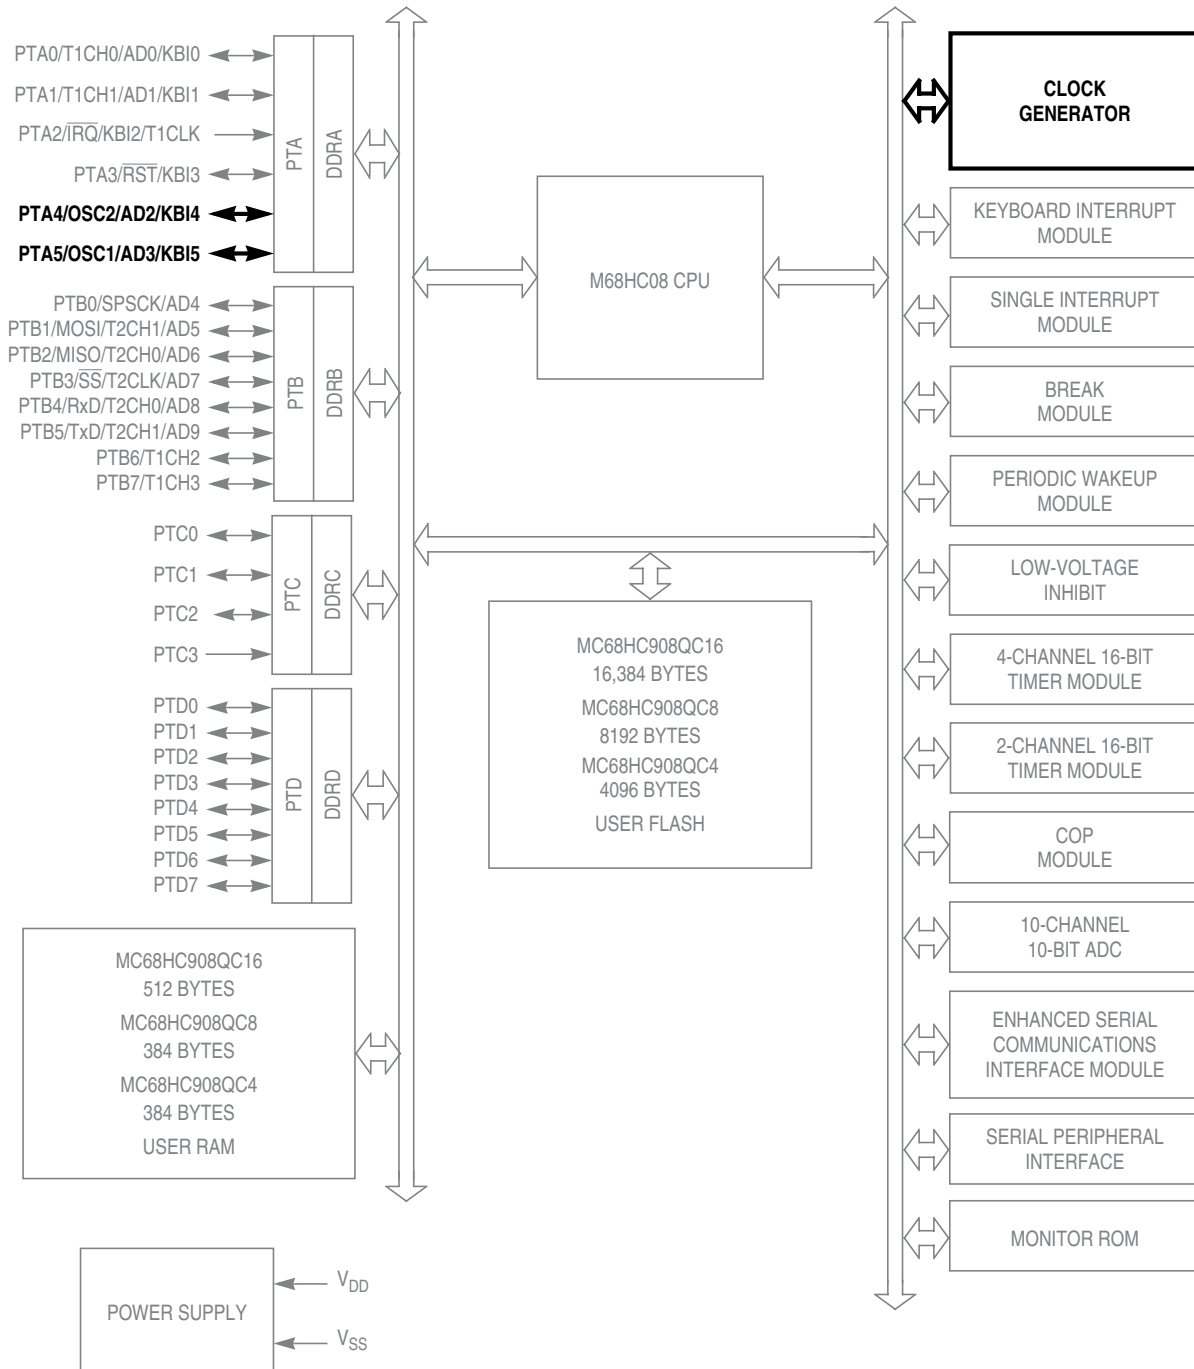 PTA0/T1CH0/AD0/KBI0
PTA1/T1CH1/AD1/KBI1
PTA2/I̅R̅Q̅/KBI2/T1CLK
PTA3/R̅S̅T̅/KBI3
PTA4/OSC2/AD2/KBI4
PTA5/OSC1/AD3/KBI5
PTA
DDRA
PTB0/SPSCK/AD4
PTB1/MOSI/T2CH1/AD5
PTB2/MISO/T2CH0/AD6
PTB3/S̅S̅/T2CLK/AD7
PTB4/RxD/T2CH0/AD8
PTB5/TxD/T2CH1/AD9
PTB6/T1CH2
PTB7/T1CH3
PTB
DDRB
PTC0
PTC1
PTC2
PTC3
PTC
DDRC
PTD0
PTD1
PTD2
PTD3
PTD4
PTD5
PTD6
PTD7
PTD
DDRD
MC68HC908QC16
512 BYTES
MC68HC908QC8
384 BYTES
MC68HC908QC4
384 BYTES
USER RAM
POWER SUPPLY
VDD
VSS
M68HC08 CPU
MC68HC908QC16
16,384 BYTES
MC68HC908QC8
8192 BYTES
MC68HC908QC4
4096 BYTES
USER FLASH
CLOCK
GENERATOR
KEYBOARD INTERRUPT
MODULE
SINGLE INTERRUPT
MODULE
BREAK
MODULE
PERIODIC WAKEUP
MODULE
LOW-VOLTAGE
INHIBIT
4-CHANNEL 16-BIT
TIMER MODULE
2-CHANNEL 16-BIT
TIMER MODULE
COP
MODULE
10-CHANNEL
10-BIT ADC
ENHANCED SERIAL
COMMUNICATIONS
INTERFACE MODULE
SERIAL PERIPHERAL
INTERFACE
MONITOR ROM